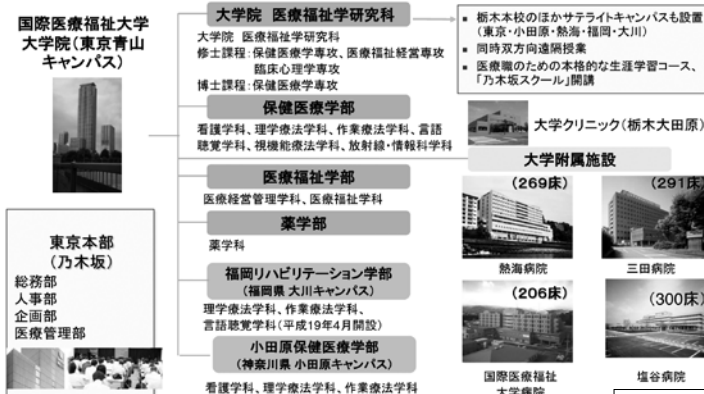 国際医療福祉大学
大学院(東京青山
キャンパス)
東京本部
(乃木坂)
総務部
人事部
企画部
医療管理部
大学院 医療福祉学研究科
大学院 医療福祉学研究科
修士課程:保健医療学専攻、医療福祉経営専攻
臨床心理学専攻
博士課程:保健医療学専攻
保健医療学部
看護学科、理学療法学科、作業療法学科、言語
聴覚学科、視機能療法学科、放射線・情報科学科
医療福祉学部
医療経営管理学科、医療福祉学科
薬学部
薬学科
福岡リハビリテーション学部
(福岡県 大川キャンパス)
理学療法学科、作業療法学科、
言語聴覚学科(平成19年4月開設)
小田原保健医療学部
(神奈川県 小田原キャンパス)
看護学科、理学療法学科、作業療法学科
▪ 栃木本校のほかサテライトキャンパスも設置
(東京・小田原・熱海・福岡・大川)
▪ 同時双方向遠隔授業
▪ 医療職のための本格的な生涯学習コース、
「乃木坂スクール」開講
大学クリニック(栃木大田原)
大学附属施設
(269床)
熱海病院
(291床)
三田病院
(206床)
国際医療福祉
大学病院
(300床)
塩谷病院